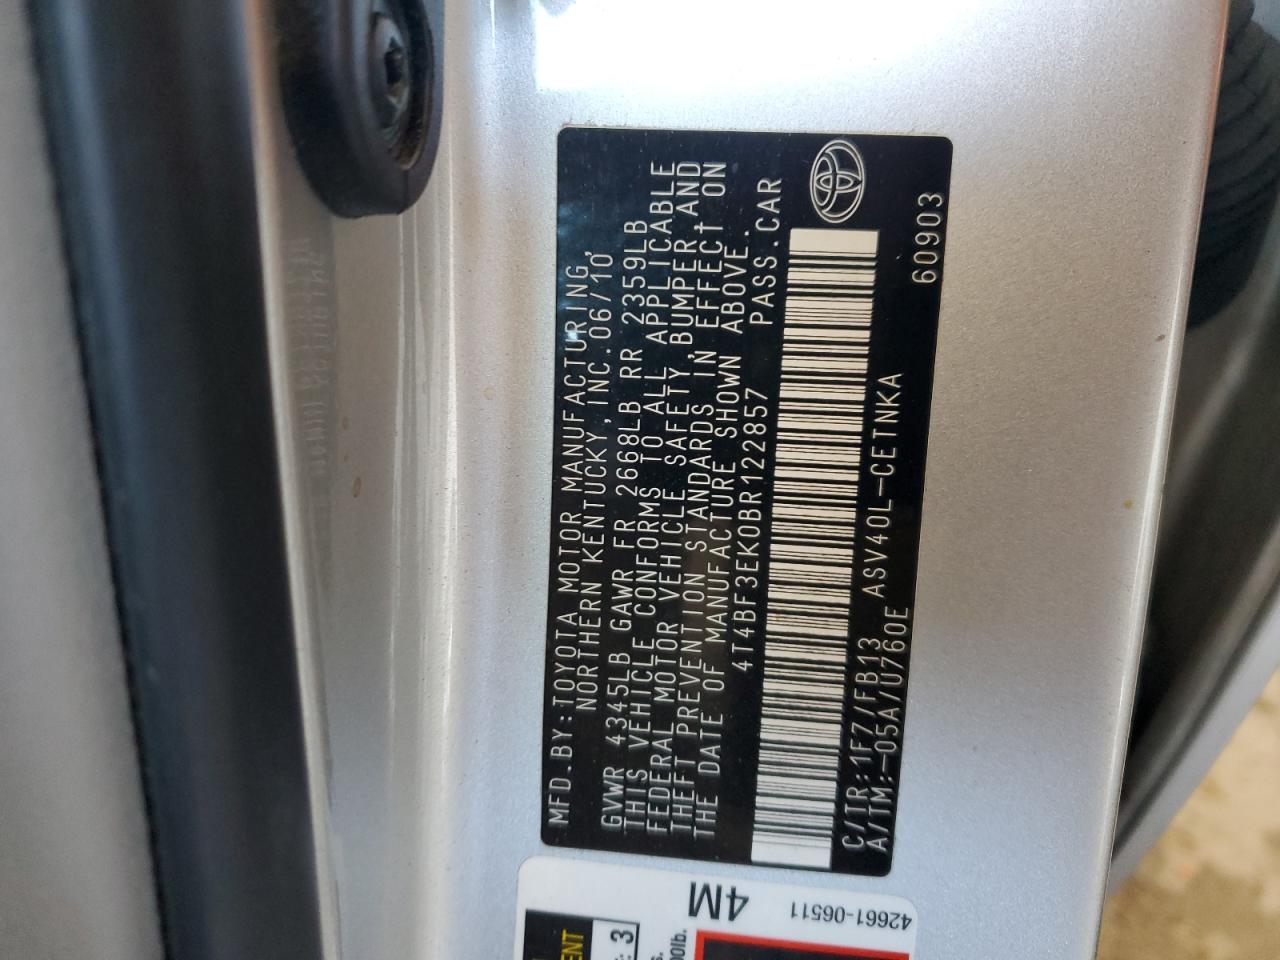 MFD.BY:TOYOTA MOTOR MANUFACTURING,
NORTHERN KENTUCKY,INC.06/10
GVWR 4345LB GAWR FR 2668LB RR 2359LB
THIS VEHICLE CONFORMS TO ALL APPLICABLE
FEDERAL MOTOR VEHICLE SAFETY,BUMPER,AND
THEFT PREVENTION STANDARDS IN EFFECT ON
THE DATE OF MANUFACTURE SHOWN ABOVE.
4T4BF3EK0BR122857 PASS.CAR
C/TR:1F7/FB13 ASV40L-CETNKA
A/TM:-05A/U760E 60903
4M
42661-06511
3